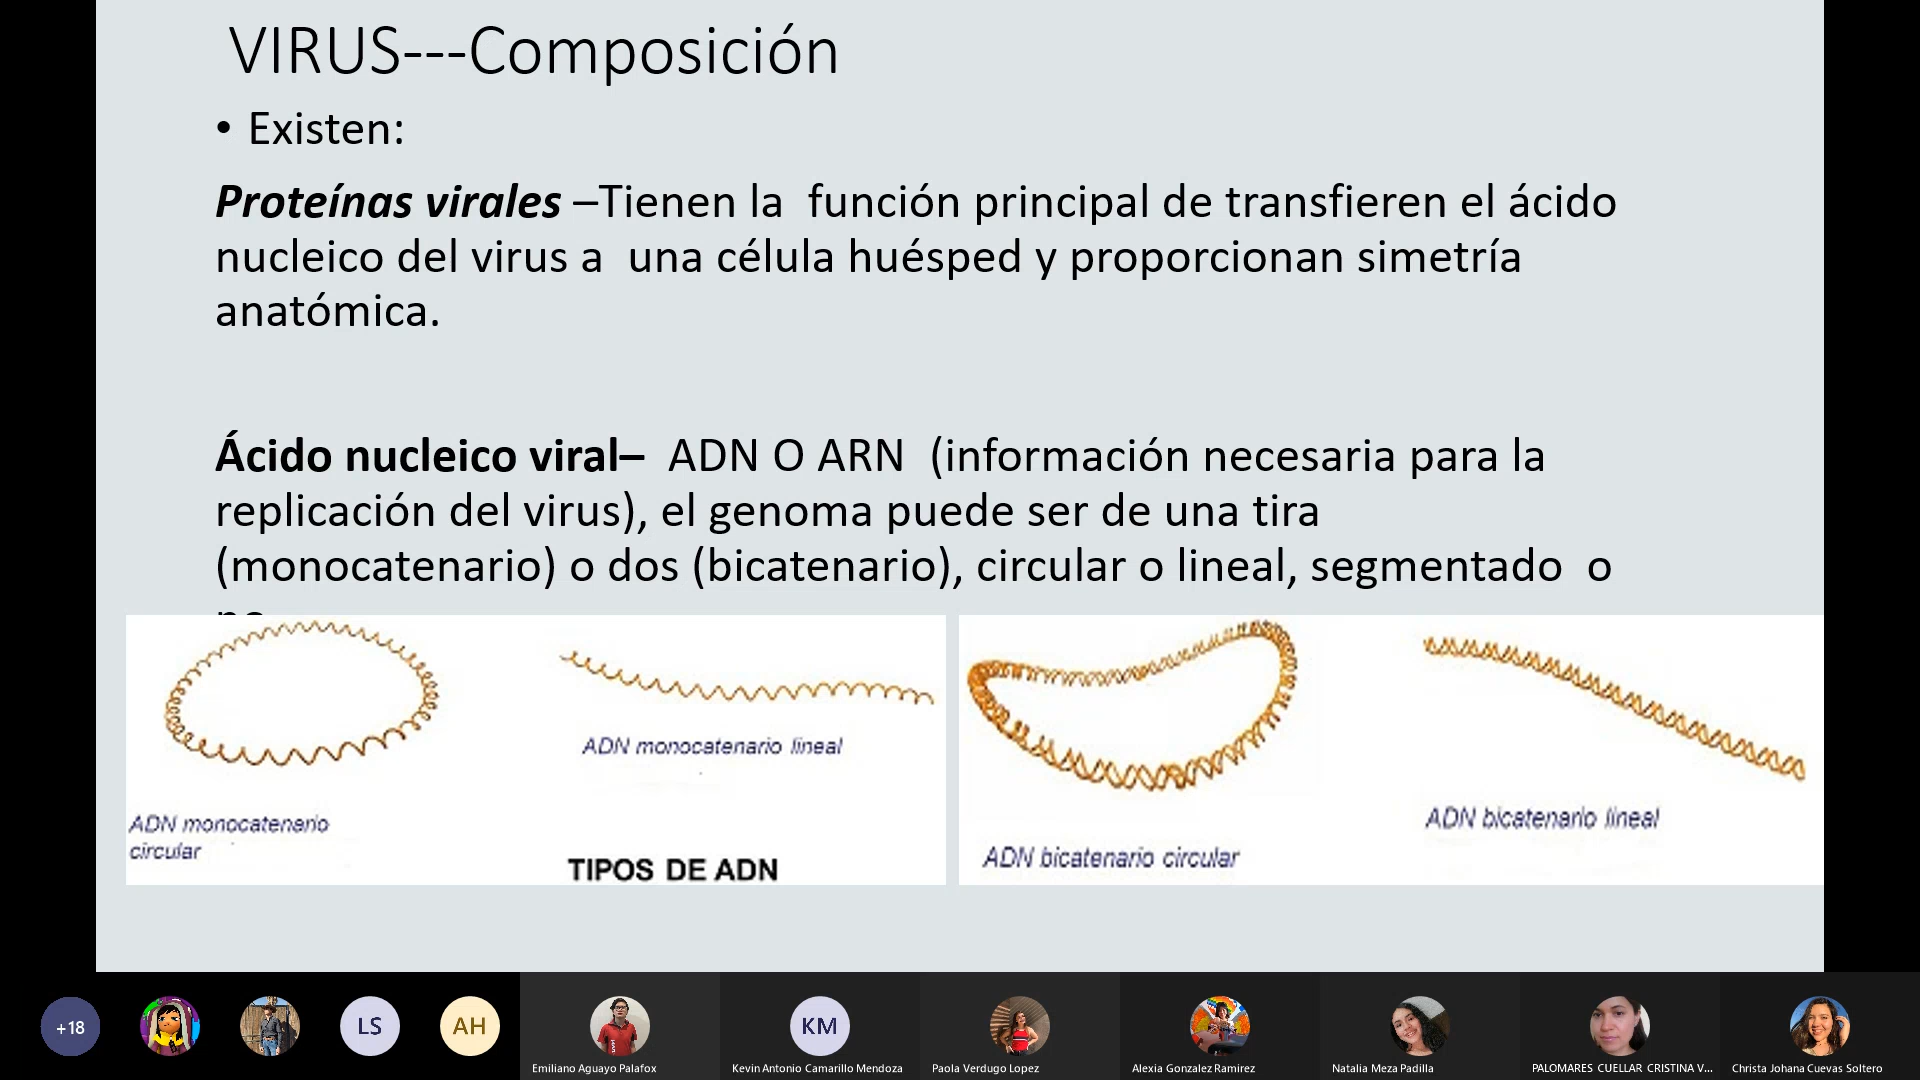 VIRUS---Composición
• Existen:
Proteínas virales –Tienen la función principal de transfieren el ácido
nucleico del virus a una célula huésped y proporcionan simetría
anatómica.
Ácido nucleico viral– ADN O ARN (información necesaria para la
replicación del virus), el genoma puede ser de una tira
(monocatenario) o dos (bicatenario), circular o lineal, segmentado o
ADN monocatenario lineal
ADN monocatenario
circular
TIPOS DE ADN
ADN bicatenario lineal
ADN bicatenario circular
+18
LS
AH
KM
Emiliano Aguayo Palafox
Kevin Antonio Camarillo Mendoza
Paola Verdugo Lopez
Alexia Gonzalez Ramirez
Natalia Meza Padilla
PALOMARES CUELLAR CRISTINA V...
Christa Johana Cuevas Soltero